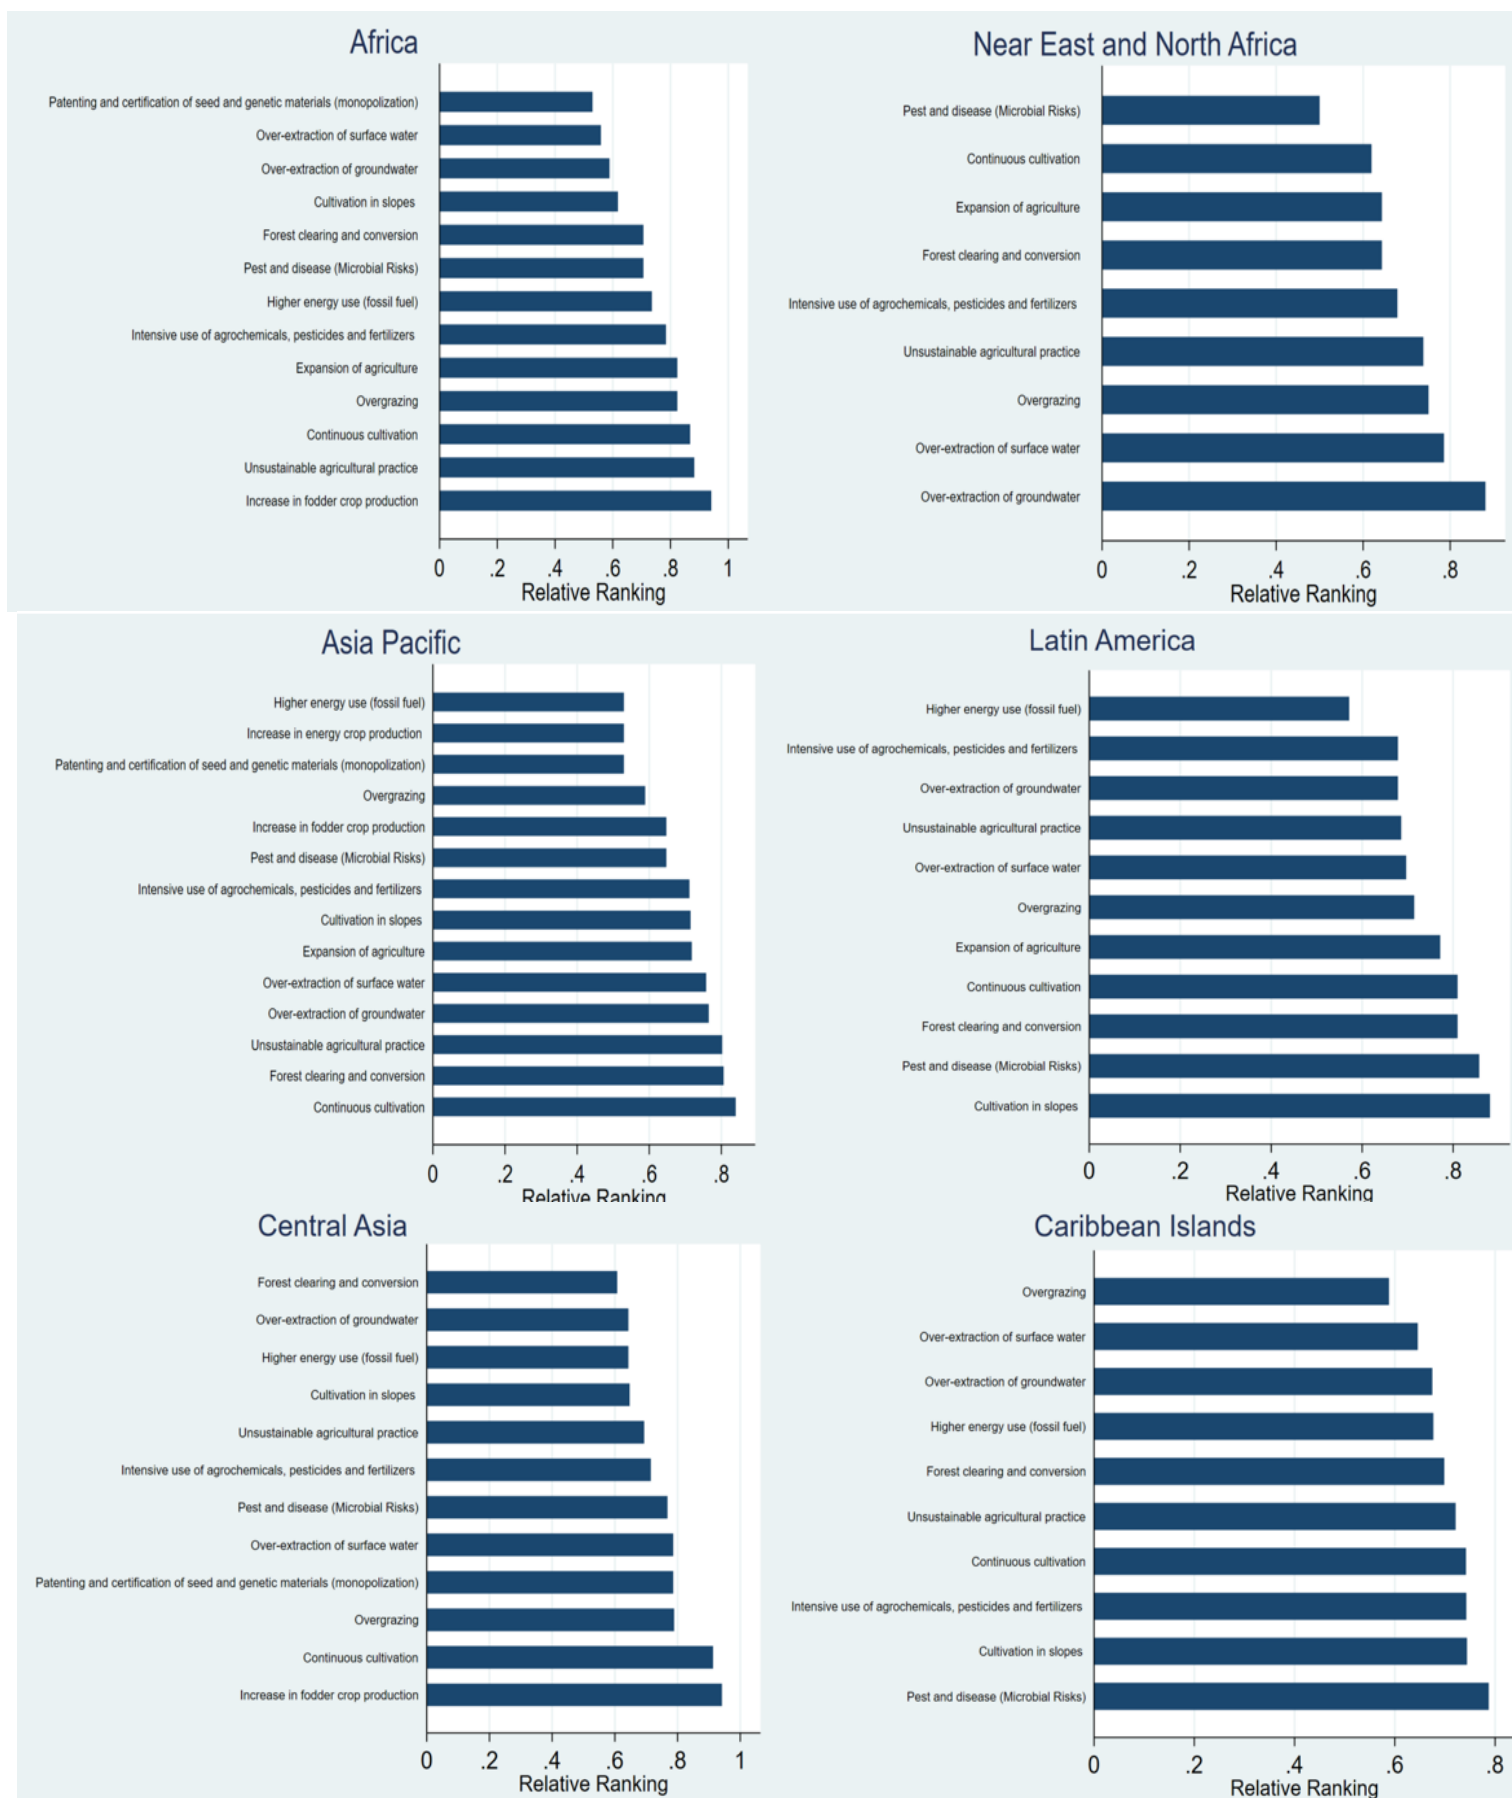 Africa
Patenting and certification of seed and genetic materials (monopolization)
Over-extraction of surface water
Over-extraction of groundwater
Cultivation in slopes
Forest clearing and conversion
Pest and disease (Microbial Risks)
Higher energy use (fossil fuel)
Intensive use of agrochemicals, pesticides and fertilizers
Expansion of agriculture
Overgrazing
Continuous cultivation
Unsustainable agricultural practice
Increase in fodder crop production
0 .2 .4 .6 .8 1
Relative Ranking
Near East and North Africa
Pest and disease (Microbial Risks)
Continuous cultivation
Expansion of agriculture
Forest clearing and conversion
Intensive use of agrochemicals, pesticides and fertilizers
Unsustainable agricultural practice
Overgrazing
Over-extraction of surface water
Over-extraction of groundwater
0 .2 .4 .6 .8
Relative Ranking
Asia Pacific
Higher energy use (fossil fuel)
Increase in energy crop production
Patenting and certification of seed and genetic materials (monopolization)
Overgrazing
Increase in fodder crop production
Pest and disease (Microbial Risks)
Intensive use of agrochemicals, pesticides and fertilizers
Cultivation in slopes
Expansion of agriculture
Over-extraction of surface water
Over-extraction of groundwater
Unsustainable agricultural practice
Forest clearing and conversion
Continuous cultivation
0 .2 .4 .6 .8
Relative Ranking
Latin America
Higher energy use (fossil fuel)
Intensive use of agrochemicals, pesticides and fertilizers
Over-extraction of groundwater
Unsustainable agricultural practice
Over-extraction of surface water
Overgrazing
Expansion of agriculture
Continuous cultivation
Forest clearing and conversion
Pest and disease (Microbial Risks)
Cultivation in slopes
0 .2 .4 .6 .8
Relative Ranking
Central Asia
Forest clearing and conversion
Over-extraction of groundwater
Higher energy use (fossil fuel)
Cultivation in slopes
Unsustainable agricultural practice
Intensive use of agrochemicals, pesticides and fertilizers
Pest and disease (Microbial Risks)
Over-extraction of surface water
Patenting and certification of seed and genetic materials (monopolization)
Overgrazing
Continuous cultivation
Increase in fodder crop production
0 .2 .4 .6 .8 1
Relative Ranking
Caribbean Islands
Overgrazing
Over-extraction of surface water
Over-extraction of groundwater
Higher energy use (fossil fuel)
Forest clearing and conversion
Unsustainable agricultural practice
Continuous cultivation
Intensive use of agrochemicals, pesticides and fertilizers
Cultivation in slopes
Pest and disease (Microbial Risks)
0 .2 .4 .6 .8
Relative Ranking